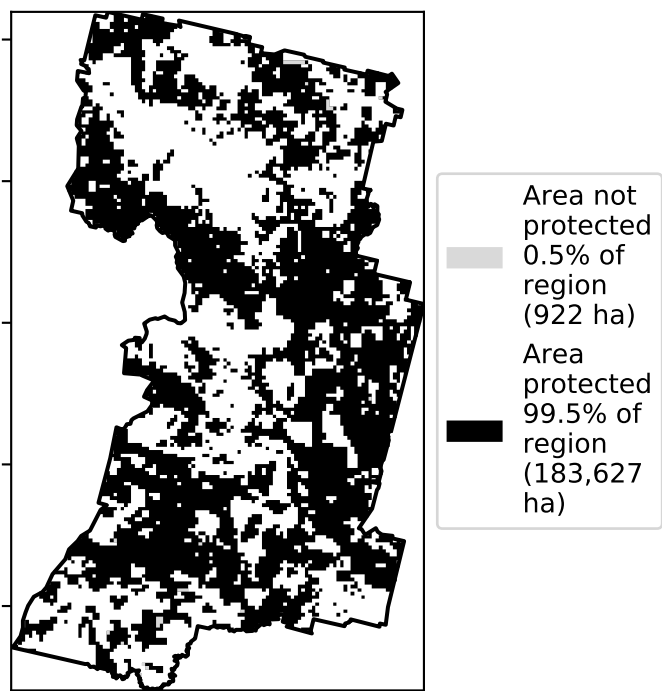 Area not
protected
0.5% of
region
(922 ha)
Area
protected
99.5% of
region
(183,627
ha)